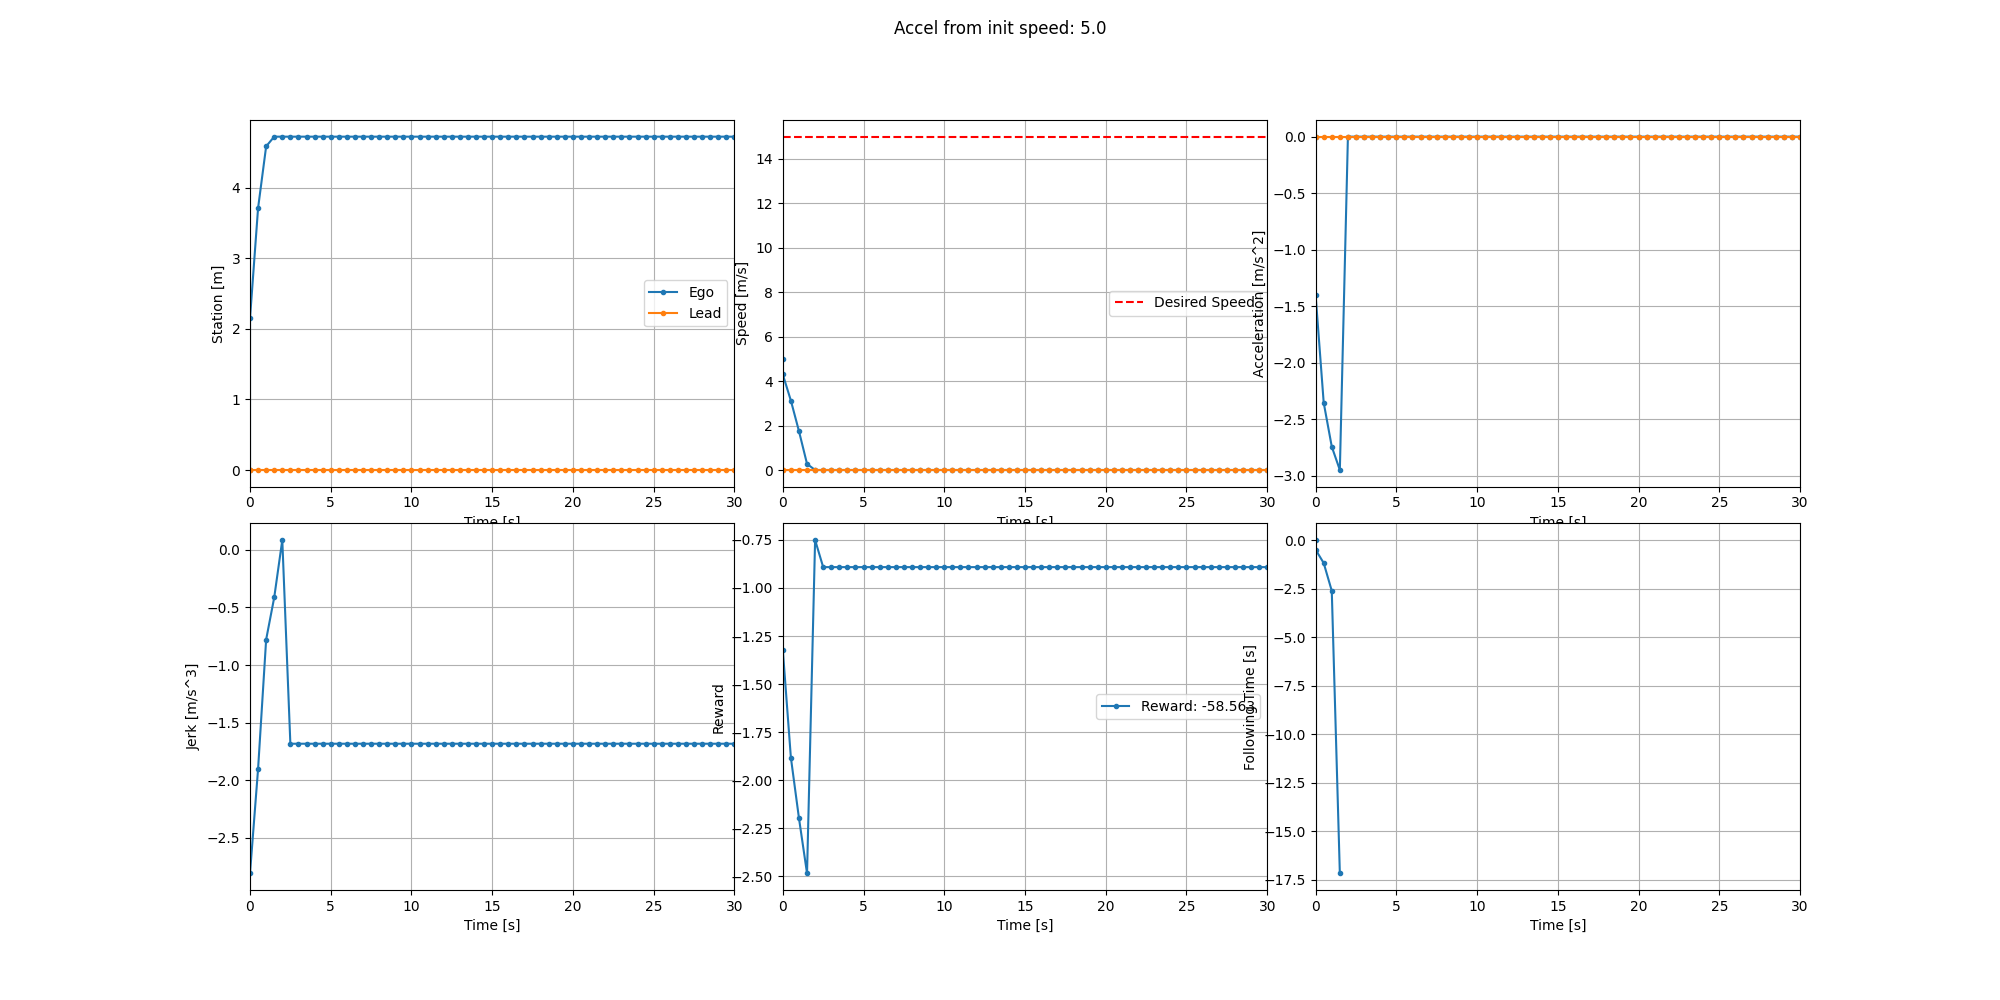 Accel from init speed: 5.0
Station [m]
4
3
2
1
0
0 5 10 15 20 25 30
Time [s]
Ego
Lead
Speed [m/s]
14
12
10
8
6
4
2
0
0 5 10 15 20 25 30
Time [s]
Desired Speed
Acceleration [m/s^2]
0.0
−0.5
−1.0
−1.5
−2.0
−2.5
−3.0
0 5 10 15 20 25 30
Time [s]
Jerk [m/s^3]
0.0
−0.5
−1.0
−1.5
−2.0
−2.5
0 5 10 15 20 25 30
Time [s]
Reward
−0.75
−1.00
−1.25
−1.50
−1.75
−2.00
−2.25
−2.50
0 5 10 15 20 25 30
Time [s]
Reward: -58.563
Following Time [s]
0.0
−2.5
−5.0
−7.5
−10.0
−12.5
−15.0
−17.5
0 5 10 15 20 25 30
Time [s]